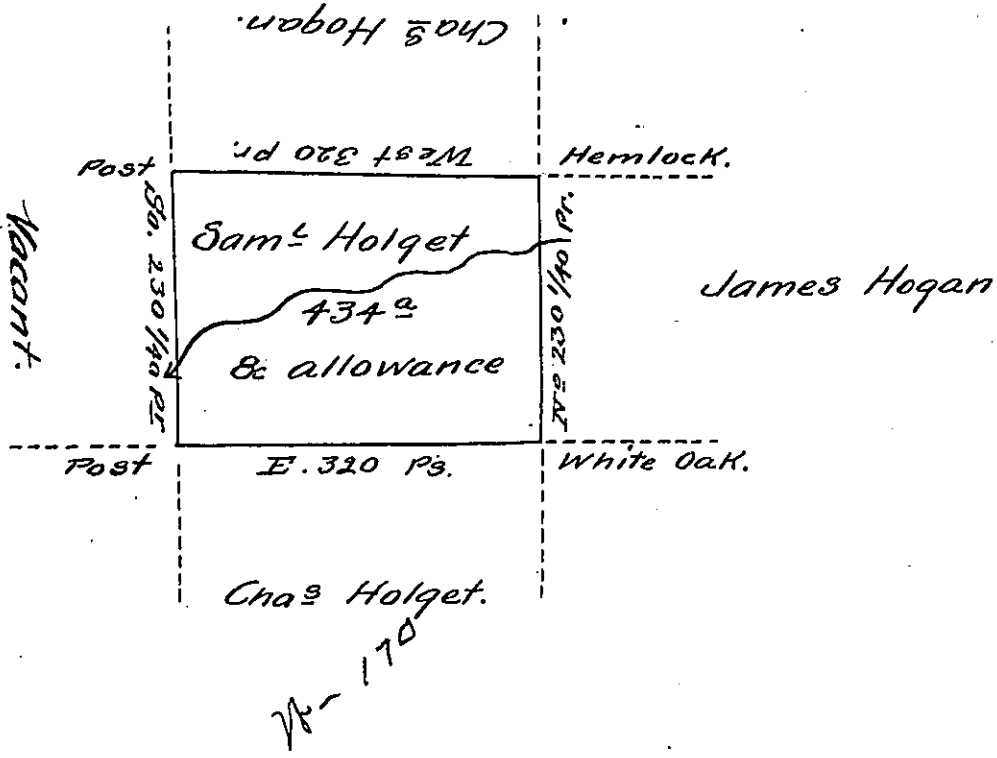 Chaˢ Hogan.
West 320 pr.
Post
Hemlock.
So. 230 1/40 pr
Samˡ Holget
434ᵃ
& allowance
Nº 230 1/40 Pr.
Vacant.
James Hogan
Post
E. 320 Ps.
White Oak.
Chaˢ Holget.
170